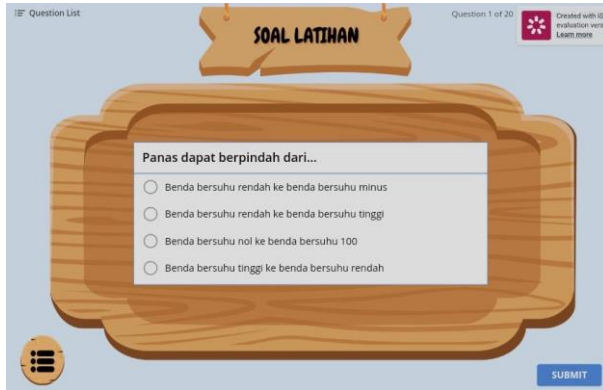 Question List
SOAL LATIHAN
Question 1 of 20
Created with
evaluation
Learn more
Panas dapat berpindah dari...
Benda bersuhu rendah ke benda bersuhu minus
Benda bersuhu rendah ke benda bersuhu tinggi
Benda bersuhu nol ke benda bersuhu 100
Benda bersuhu tinggi ke benda bersuhu rendah
SUBMIT